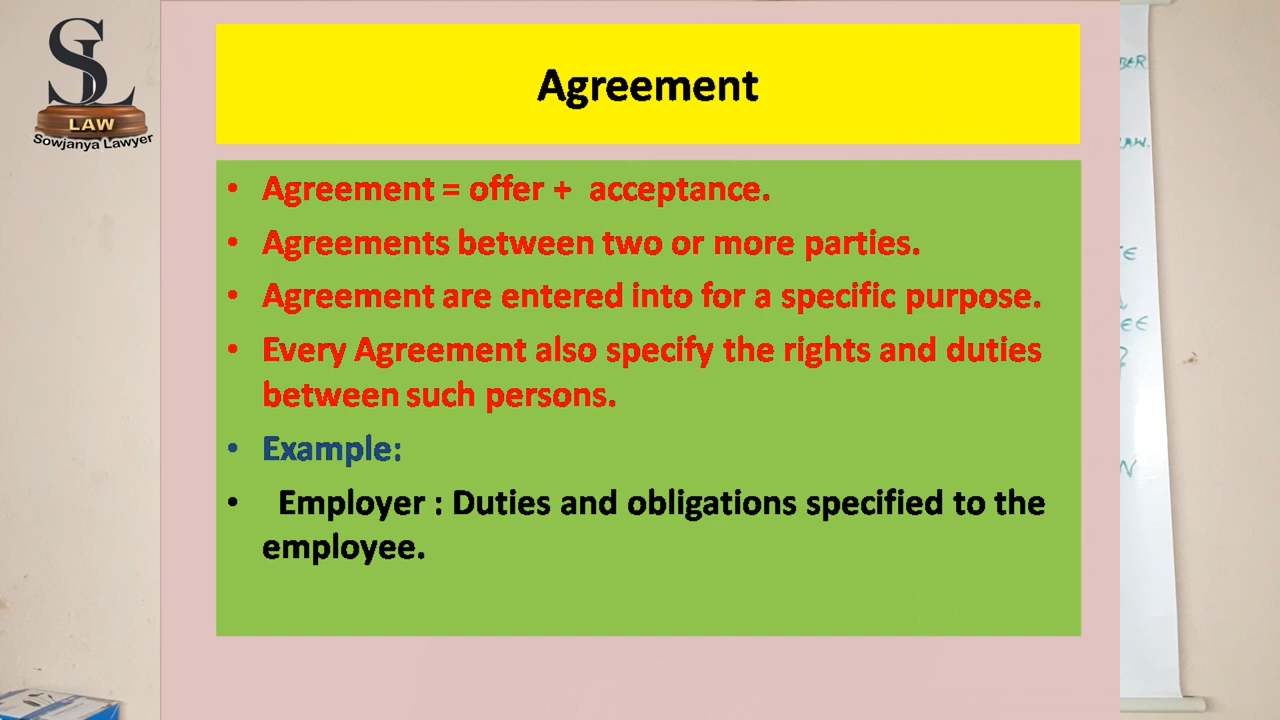 SL
LAW
Sowjanya Lawyer
Agreement
• Agreement = offer + acceptance.
• Agreements between two or more parties.
• Agreement are entered into for a specific purpose.
• Every Agreement also specify the rights and duties
between such persons.
• Example:
• Employer : Duties and obligations specified to the
employee.